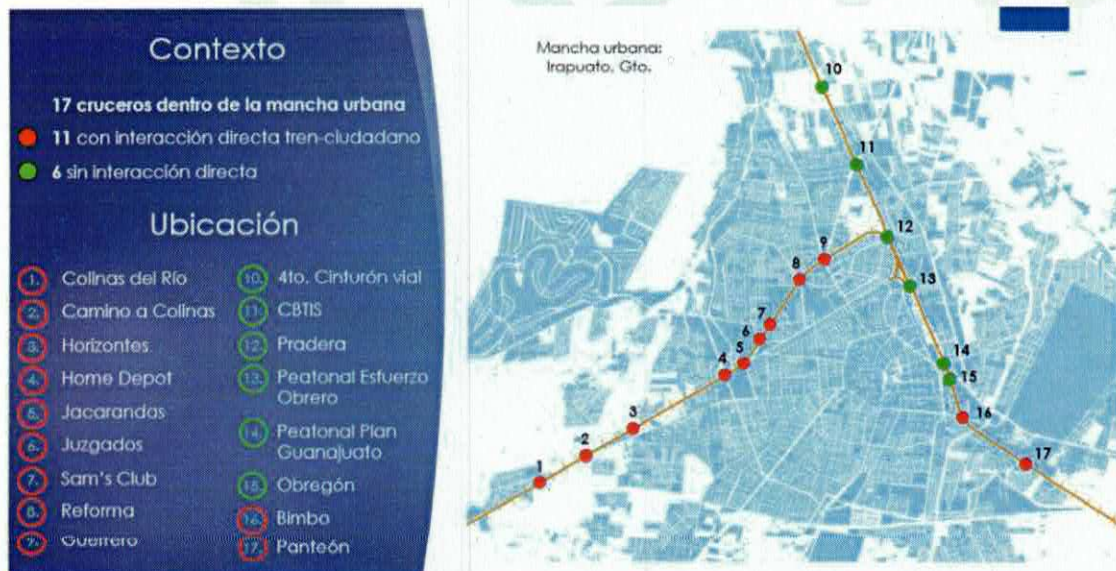 Contexto
17 cruceros dentro de la mancha urbana
11 con interacción directa tren-ciudadano
6 sin interacción directa
Ubicación
1. Colinas del Río
2. Camino a Colinas
3. Horizontes
4. Home Depot
5. Jacarandas
6. Juzgados
7. Sam's Club
8. Reforma
9. Guerrero
10. 4to. Cinturón vial
11. CBTIS
12. Pradera
13. Peatonal Esfuerzo
Obrero
14. Peatonal Plan
Guanajuato
15. Obregón
16. Bimbo
17. Panteón
Mancha urbana:
Irapuato, Gto.
10
11
12
9
8
13
7
6
5
4
14
15
16
3
2
17
1